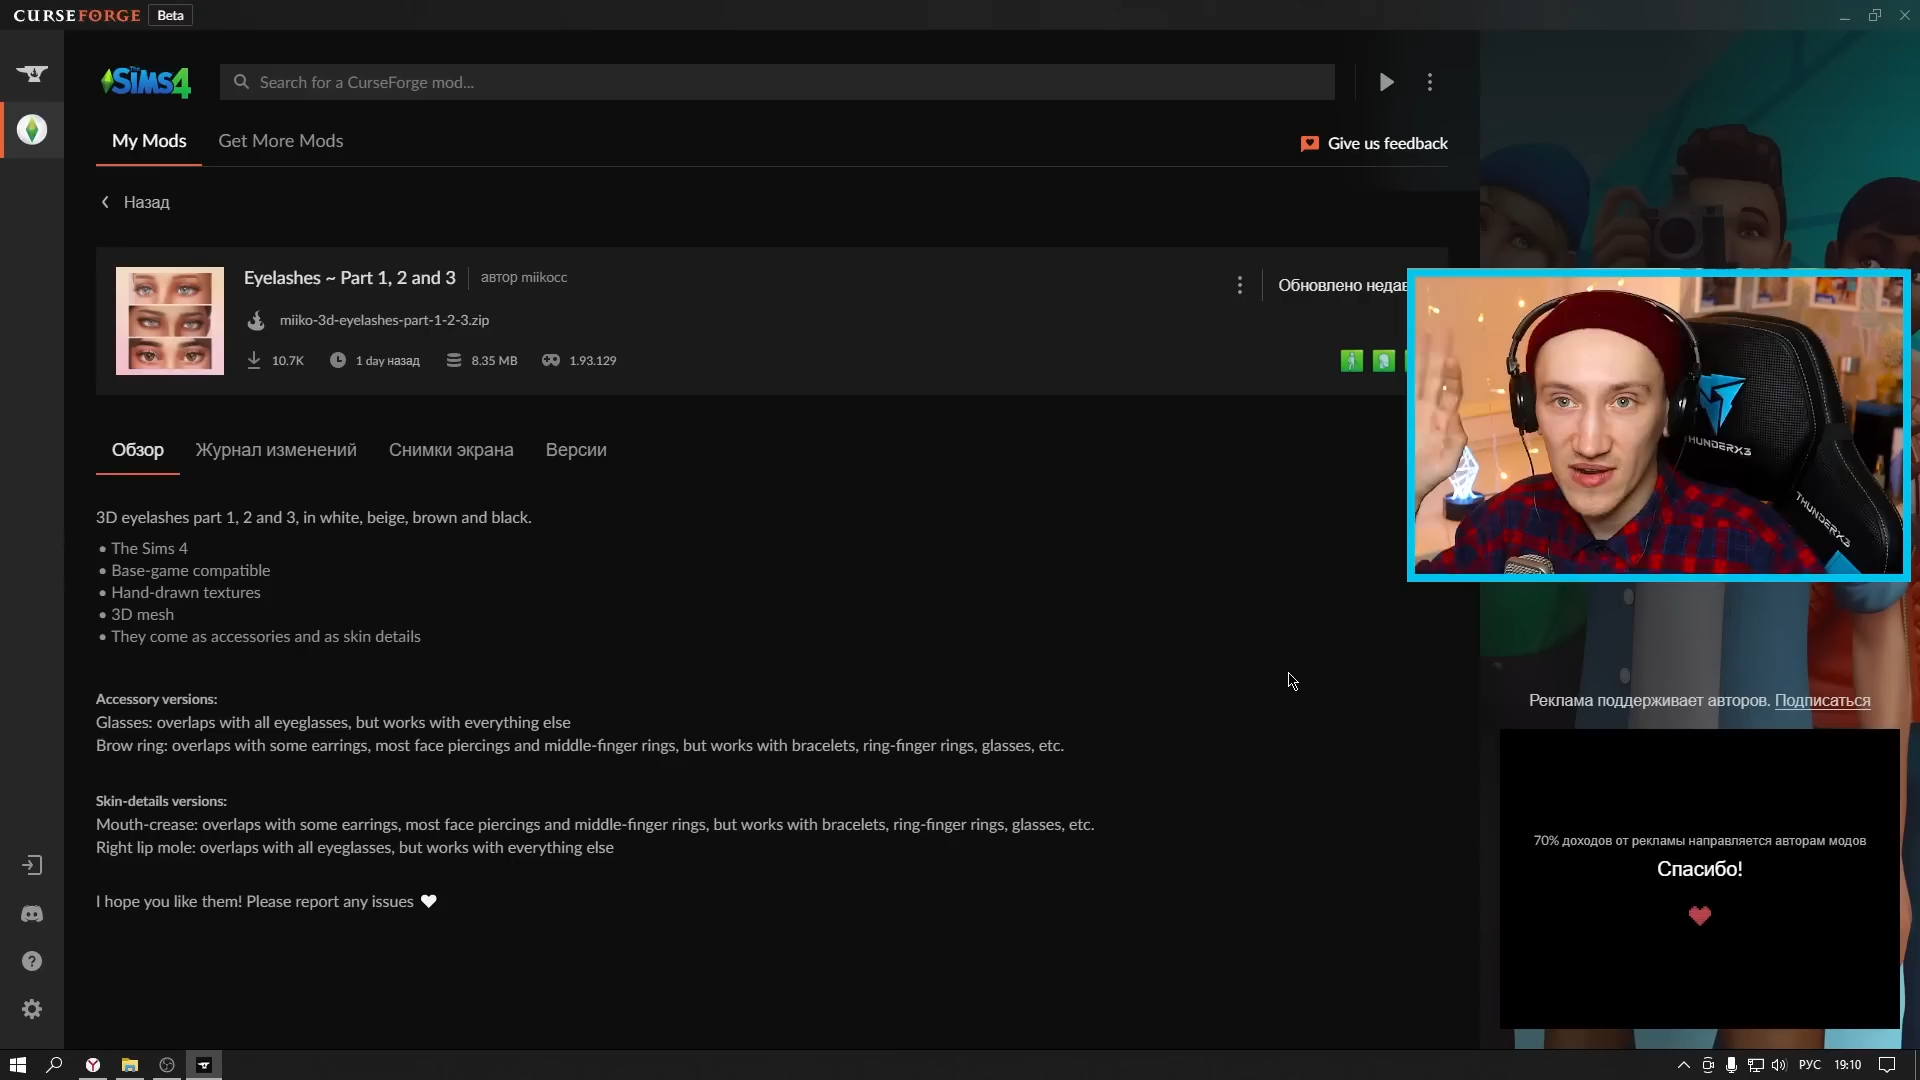 CURSEFORGE Beta
The Sims 4
Search for a CurseForge mod...
My Mods Get More Mods
Give us feedback
Назад
Eyelashes ~ Part 1, 2 and 3 автор miikocc
Обновлено недав
miiko-3d-eyelashes-part-1-2-3.zip
10.7K 1 day назад 8.35 MB 1.93.129
THUNDERX3
THUNDERX3
Обзор Журнал изменений Снимки экрана Версии
3D eyelashes part 1, 2 and 3, in white, beige, brown and black.
• The Sims 4
• Base-game compatible
• Hand-drawn textures
• 3D mesh
• They come as accessories and as skin details
Accessory versions:
Glasses: overlaps with all eyeglasses, but works with everything else
Brow ring: overlaps with some earrings, most face piercings and middle-finger rings, but works with bracelets, ring-finger rings, glasses, etc.
Skin-details versions:
Mouth-crease: overlaps with some earrings, most face piercings and middle-finger rings, but works with bracelets, ring-finger rings, glasses, etc.
Right lip mole: overlaps with all eyeglasses, but works with everything else
I hope you like them! Please report any issues
Реклама поддерживает авторов. Подписаться
70% доходов от рекламы направляется авторам модов
Спасибо!
РУС 19:10